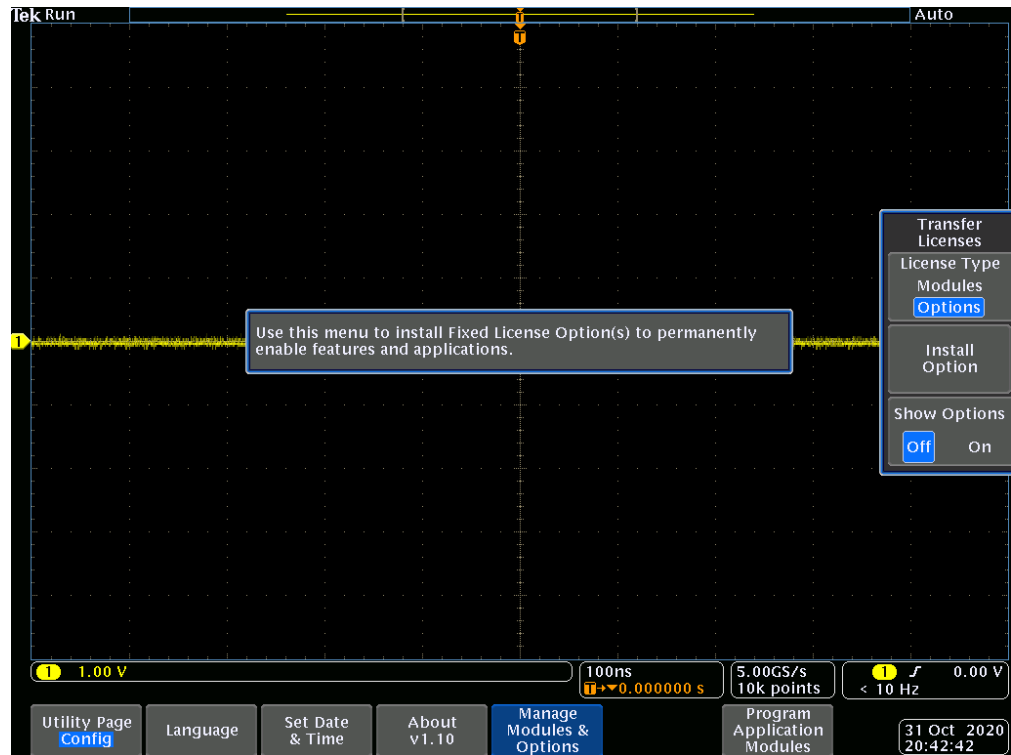 Tek Run
Auto
T
T
Transfer
Licenses
License Type
Modules
Options
1
Use this menu to install Fixed License Option(s) to permanently
enable features and applications.
Install
Option
Show Options
Off On
1 1.00 V
100ns
T→▼0.000000 s
5.00GS/s
10k points
1 0.00 V
< 10 Hz
Utility Page
Config
Language
Set Date
& Time
About
v1.10
Manage
Modules &
Options
Program
Application
Modules
31 Oct 2020
20:42:42